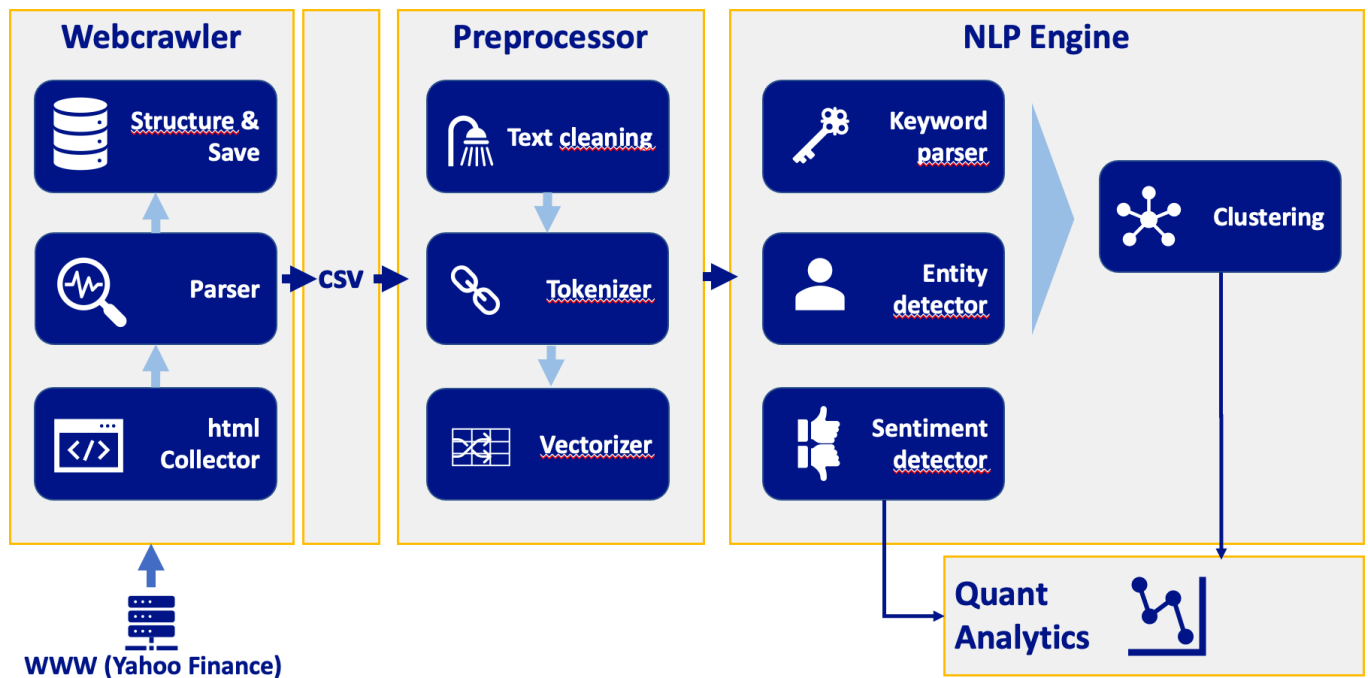 Webcrawler
Structure &
Save
Parser
html
Collector
WWW (Yahoo Finance)
csv
Preprocessor
Text cleaning
Tokenizer
Vectorizer
NLP Engine
Keyword
parser
Entity
detector
Sentiment
detector
Clustering
Quant
Analytics